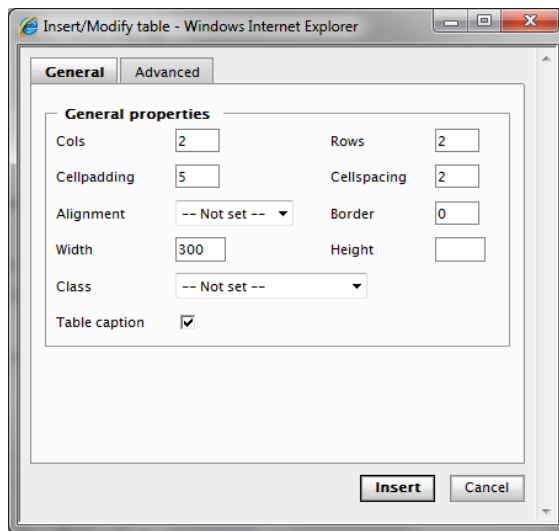 Insert/Modify table - Windows Internet Explorer
General Advanced
General properties
Cols 2 Rows 2
Cellpadding 5 Cellspacing 2
Alignment -- Not set -- Border 0
Width 300 Height
Class -- Not set --
Table caption
Insert Cancel